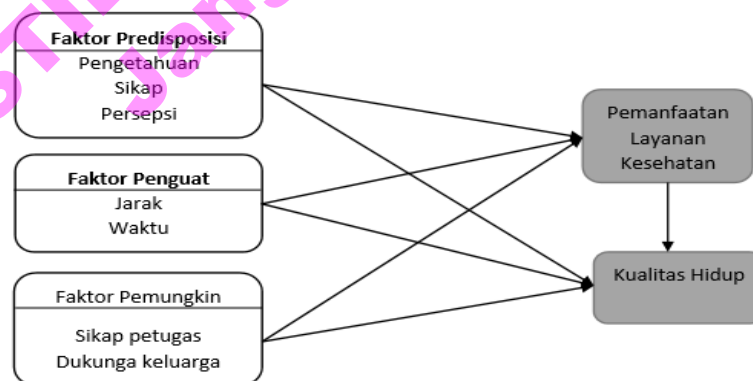 Faktor Predisposisi
Pengetahuan
Sikap
Persepsi
Faktor Penguat
Jarak
Waktu
Faktor Pemungkin
Sikap petugas
Dukunga keluarga
Pemanfaatan
Layanan
Kesehatan
Kualitas Hidup